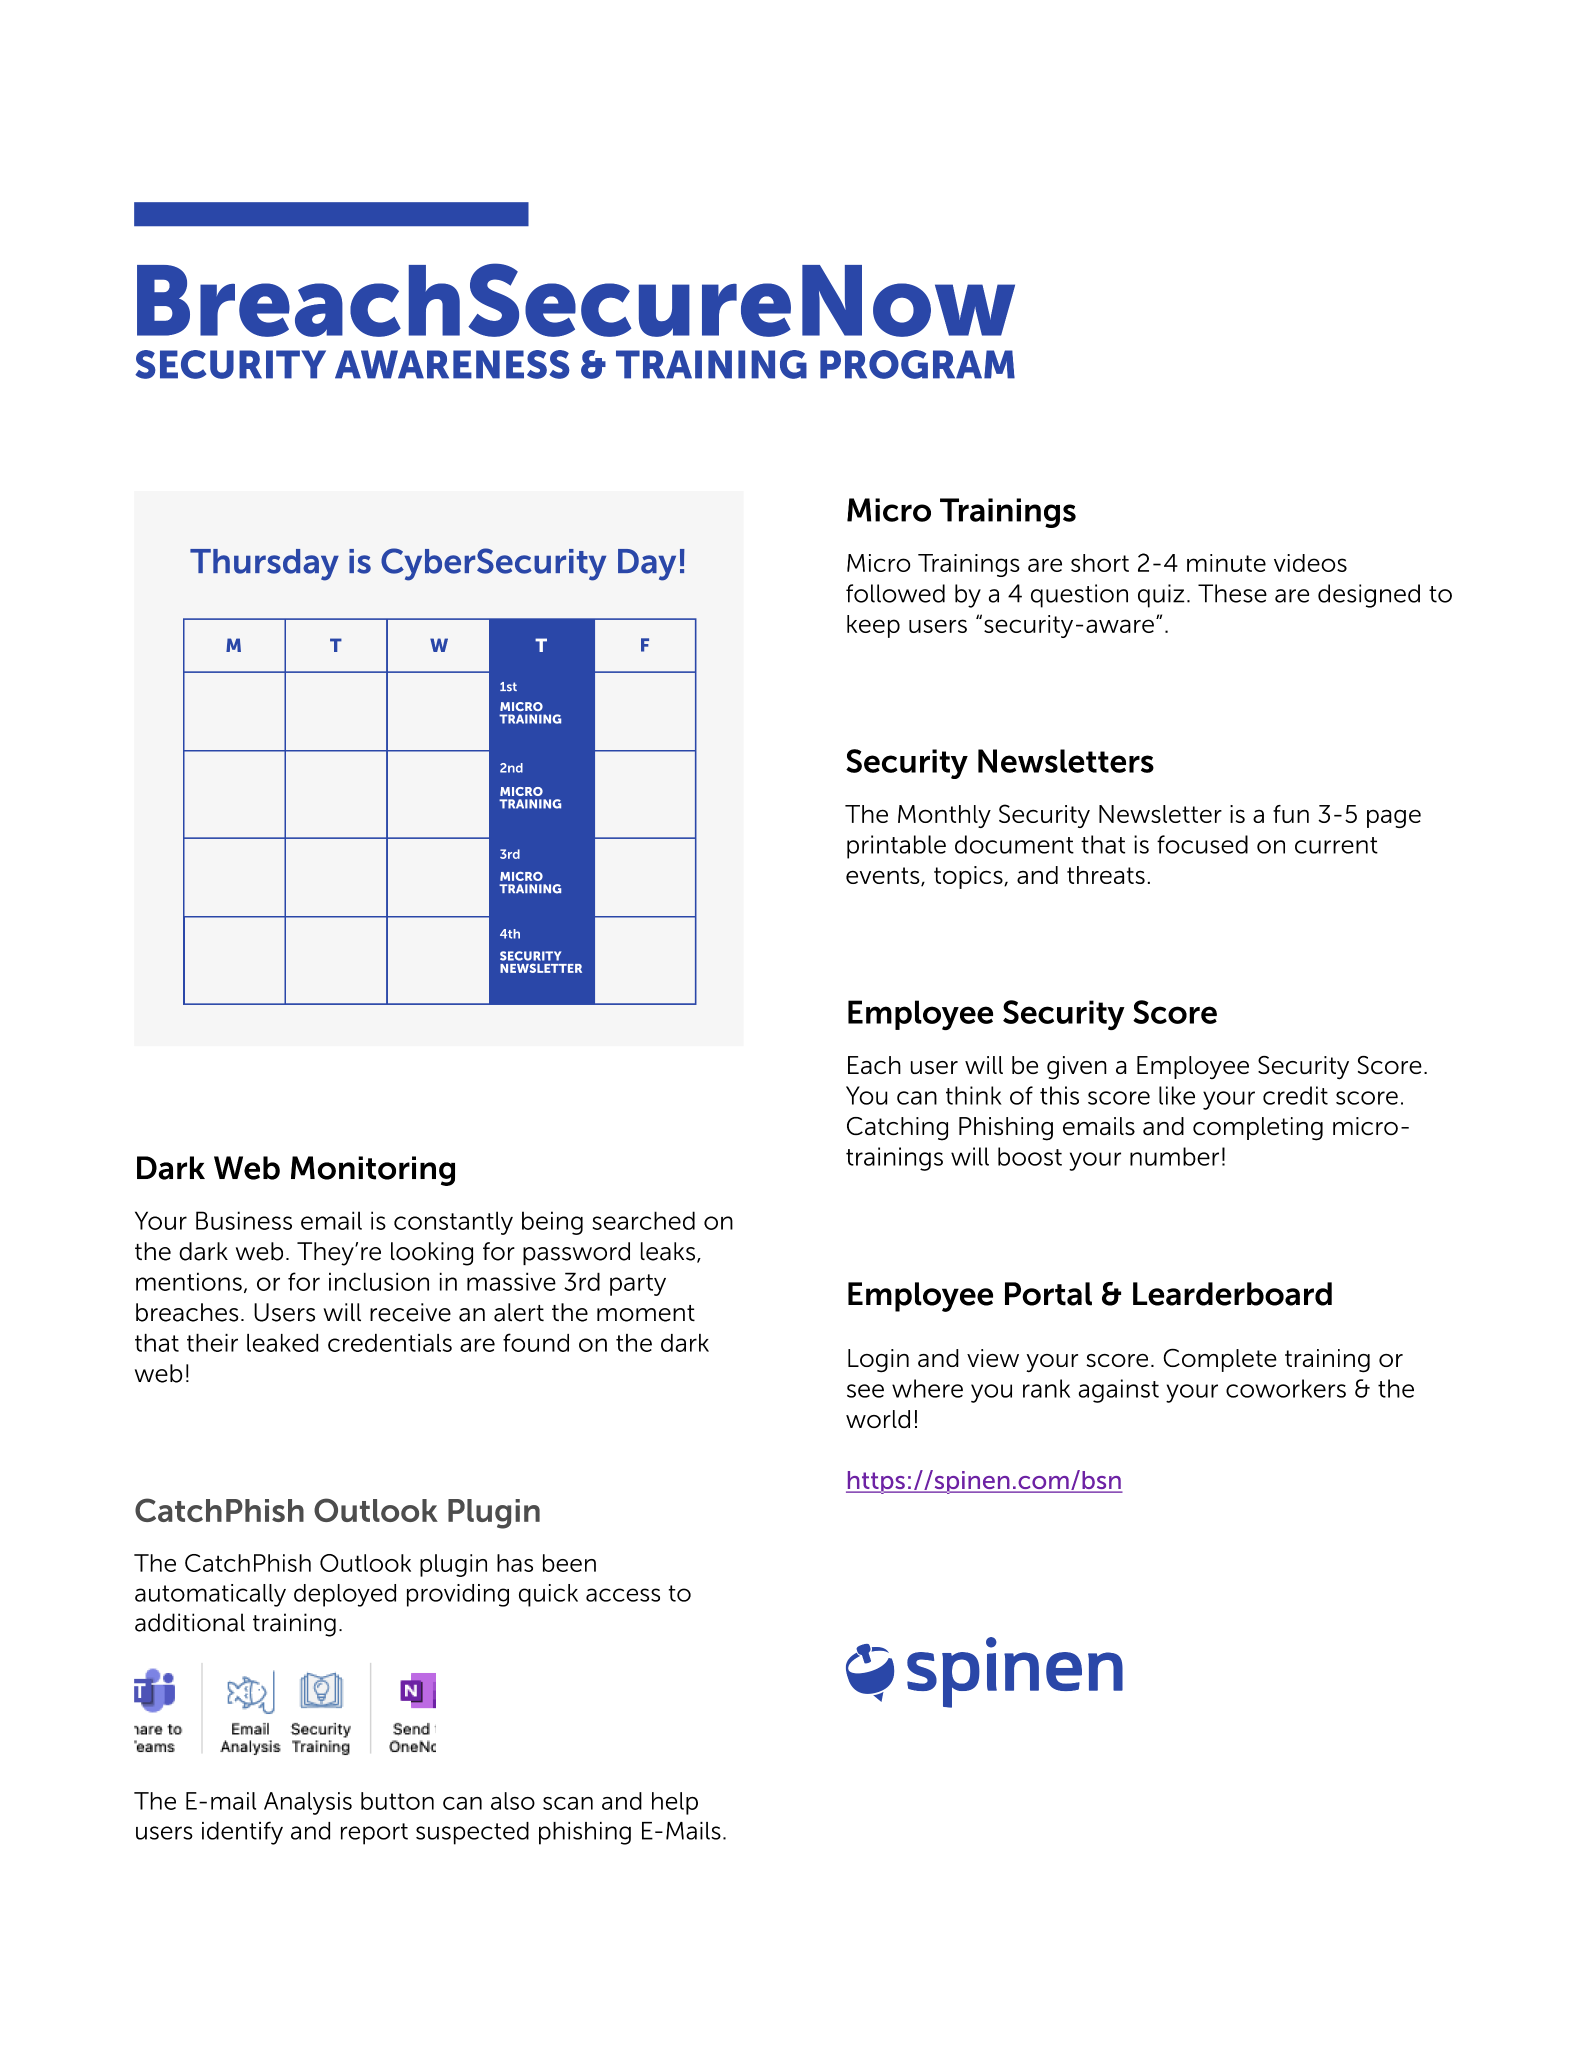 BreachSecureNow
SECURITY AWARENESS & TRAINING PROGRAM
Thursday is CyberSecurity Day!
M T W T F
1st
MICRO
TRAINING
2nd
MICRO
TRAINING
3rd
MICRO
TRAINING
4th
SECURITY
NEWSLETTER
Dark Web Monitoring
Your Business email is constantly being searched on
the dark web. They're looking for password leaks,
mentions, or for inclusion in massive 3rd party
breaches. Users will receive an alert the moment
that their leaked credentials are found on the dark
web!
CatchPhish Outlook Plugin
The CatchPhish Outlook plugin has been
automatically deployed providing quick access to
additional training.
T
hare to
eams
Email
Analysis
Security
Training
N
Send
OneNo
The E-mail Analysis button can also scan and help
users identify and report suspected phishing E-Mails.
Micro Trainings
Micro Trainings are short 2-4 minute videos
followed by a 4 question quiz. These are designed to
keep users “security-aware”.
Security Newsletters
The Monthly Security Newsletter is a fun 3-5 page
printable document that is focused on current
events, topics, and threats.
Employee Security Score
Each user will be given a Employee Security Score.
You can think of this score like your credit score.
Catching Phishing emails and completing micro-
trainings will boost your number!
Employee Portal & Learderboard
Login and view your score. Complete training or
see where you rank against your coworkers & the
world!
https://spinen.com/bsn
spinen